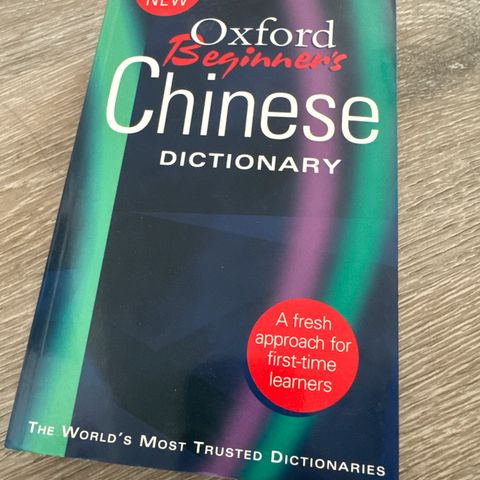 NEW
Oxford
Beginner's
Chinese
DICTIONARY
A fresh
approach for
first-time
learners
THE WORLD'S MOST TRUSTED DICTIONARIES